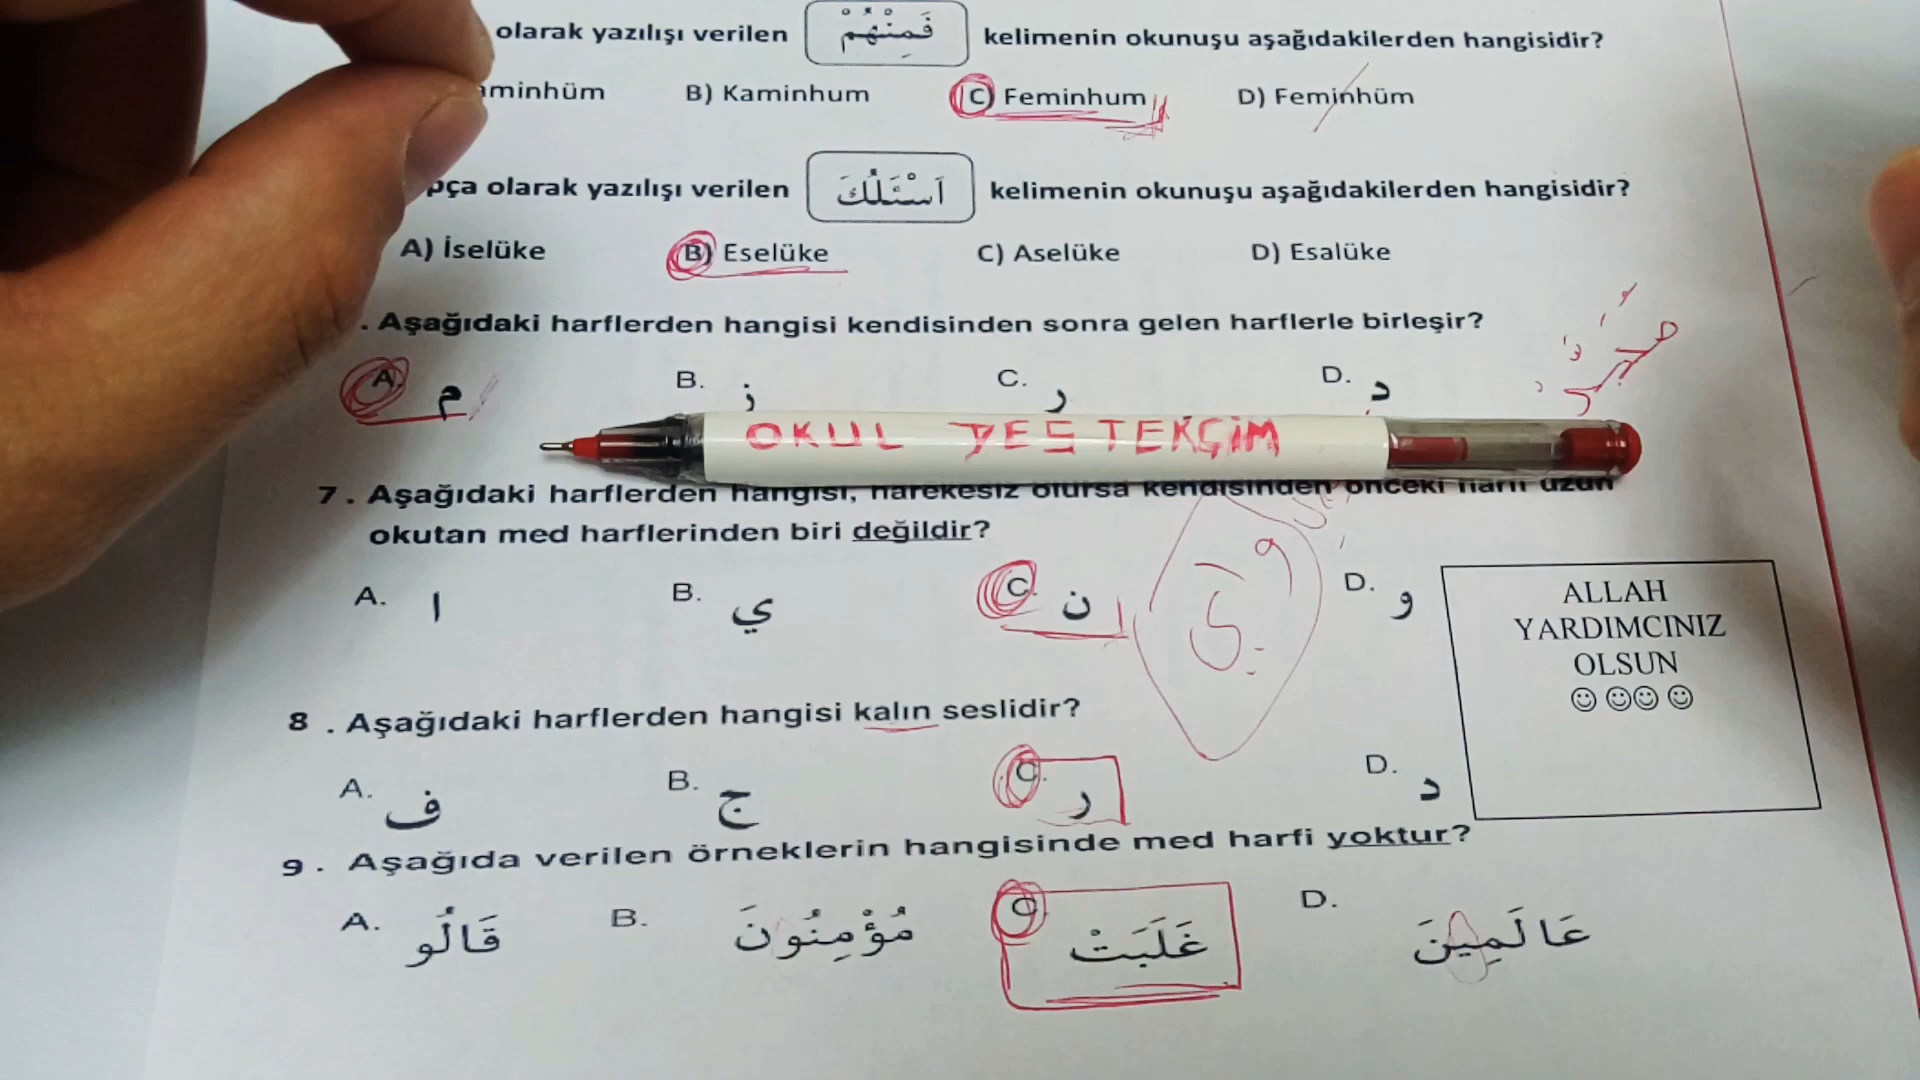 olarak yazılışı verilen فَمِنْهُمْ kelimenin okunuşu aşağıdakilerden hangisidir?
aminhüm B) Kaminhum C) Feminhum D) Feminhüm
pça olarak yazılışı verilen اَسْئَلُكَ kelimenin okunuşu aşağıdakilerden hangisidir?
A) İselüke B) Eselüke C) Aselüke D) Esalüke
. Aşağıdaki harflerden hangisi kendisinden sonra gelen harflerle birleşir?
A. م B. ز C. ر D. د
OKUL DESTEKÇİM
7. Aşağıdaki harflerden hangisi, harekesiz olursa kendisinden önceki harfi uzun
okutan med harflerinden biri değildir?
A. ا B. ي C. ن D. و
ALLAH
YARDIMCINIZ
OLSUN
☺ ☺☺ ☺
8 . Aşağıdaki harflerden hangisi kalın seslidir?
A. ف B. ج C. ر D. د
9. Aşağıda verilen örneklerin hangisinde med harfi yoktur?
A. قَالُو B. مُؤْمِنُونَ C. غَلَبَتْ D. عَا لَمِينَ